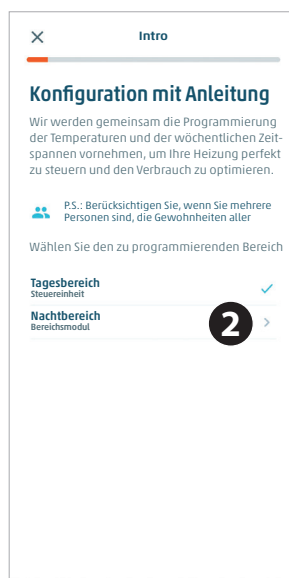 Intro
Konfiguration mit Anleitung
Wir werden gemeinsam die Programmierung
der Temperaturen und der wöchentlichen Zeit-
spannen vornehmen, um Ihre Heizung perfekt
zu steuern und den Verbrauch zu optimieren.
P.S.: Berücksichtigen Sie, wenn Sie mehrere
Personen sind, die Gewohnheiten aller
Wählen Sie den zu programmierenden Bereich
Tagesbereich
Steuereinheit
Nachtbereich
Bereichsmodul
2